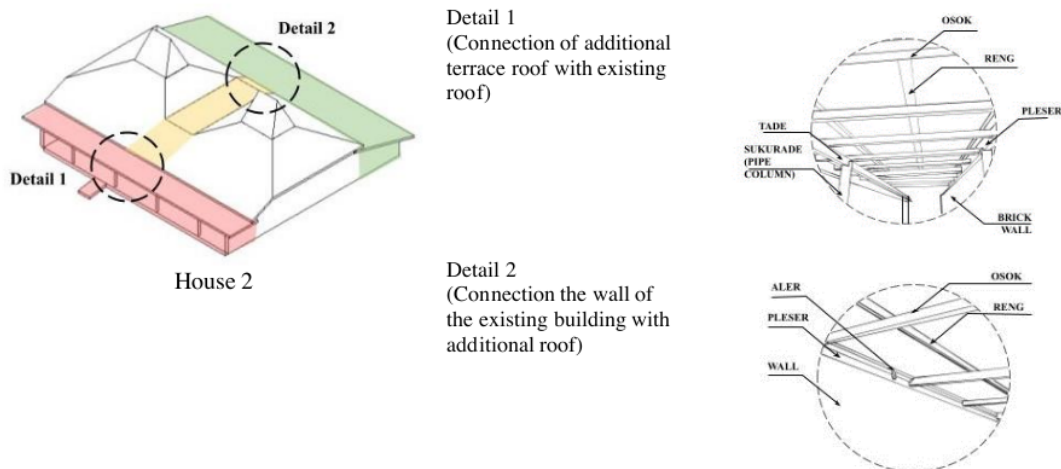 Detail 2
Detail 1
House 2
Detail 1
(Connection of additional
terrace roof with existing
roof)
OSOK
RENG
PLESER
TADE
SUKURADE
(PIPE
COLUMN)
BRICK
WALL
Detail 2
(Connection the wall of
the existing building with
additional roof)
ALER
OSOK
PLESER
RENG
WALL